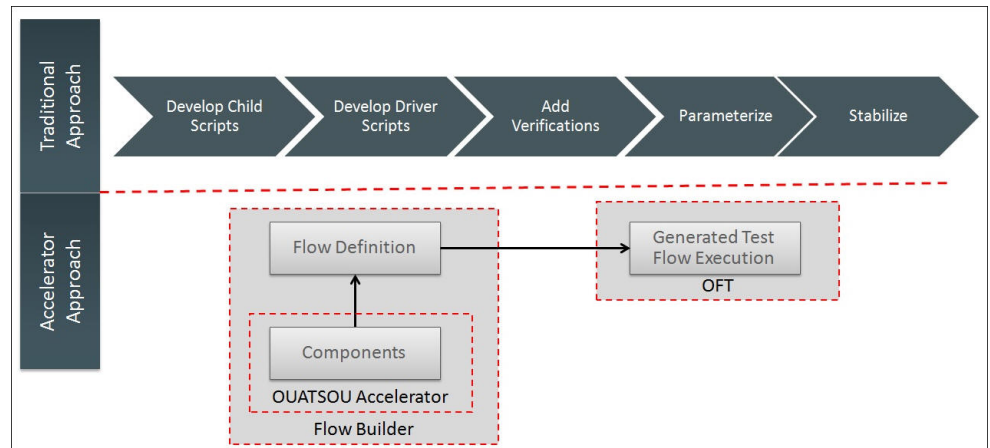 Traditional
Approach
Develop Child
Scripts
Develop Driver
Scripts
Add
Verifications
Parameterize
Stabilize
Accelerator
Approach
Flow Definition
Generated Test
Flow Execution
OFT
Components
OUATSOU Accelerator
Flow Builder